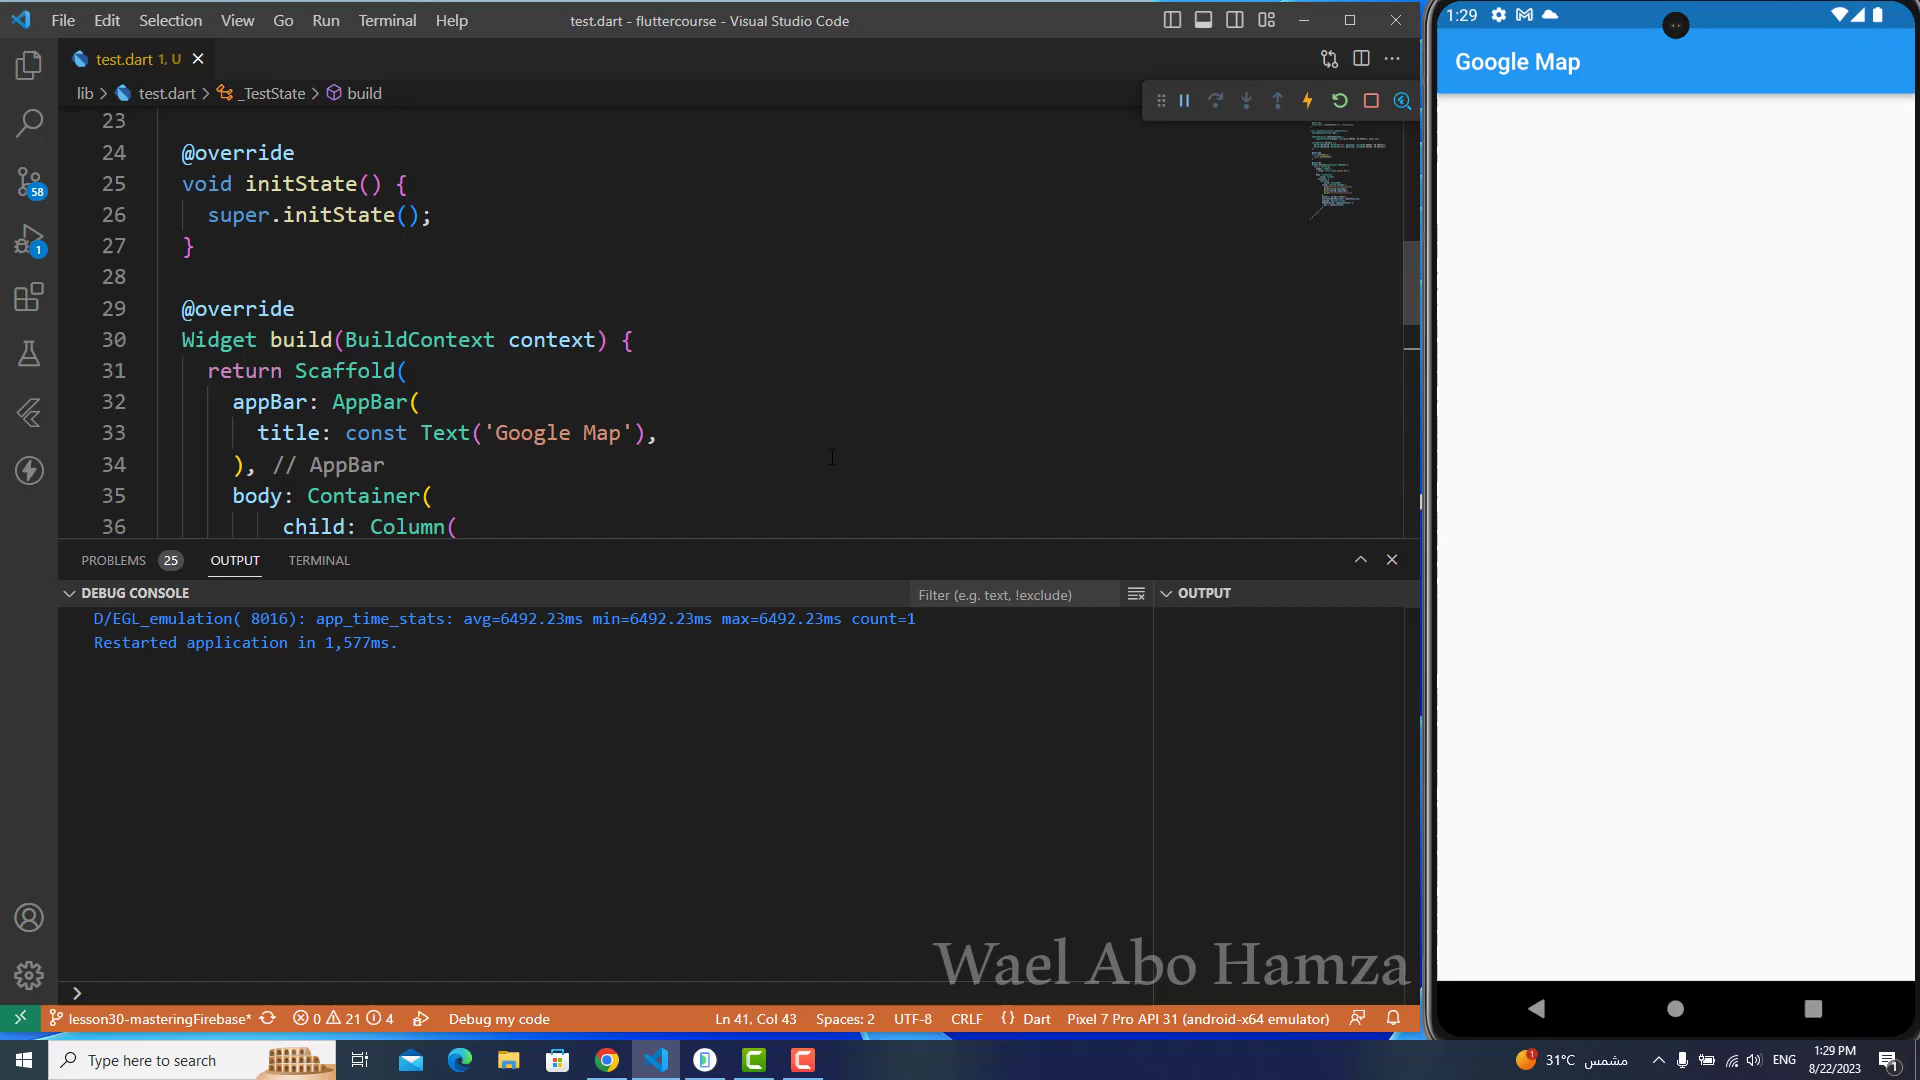 File Edit Selection View Go Run Terminal Help
test.dart - fluttercourse - Visual Studio Code
test.dart 1, U
lib > test.dart > _TestState > build
23
24 @override
25 void initState() {
26 super.initState();
27 }
28
29 @override
30 Widget build(BuildContext context) {
31 return Scaffold(
32 appBar: AppBar(
33 title: const Text('Google Map'),
34 ), // AppBar
35 body: Container(
36 child: Column(
PROBLEMS 25 OUTPUT TERMINAL
DEBUG CONSOLE
Filter (e.g. text, !exclude)
OUTPUT
D/EGL_emulation( 8016): app_time_stats: avg=6492.23ms min=6492.23ms max=6492.23ms count=1
Restarted application in 1,577ms.
58
1
Wael Abo Hamza
lesson30-masteringFirebase* 0 21 4 Debug my code
Ln 41, Col 43 Spaces: 2 UTF-8 CRLF {} Dart Pixel 7 Pro API 31 (android-x64 emulator)
Type here to search
1 31°C مشمس ENG
1:29 PM
8/22/2023
1
1:29
Google Map